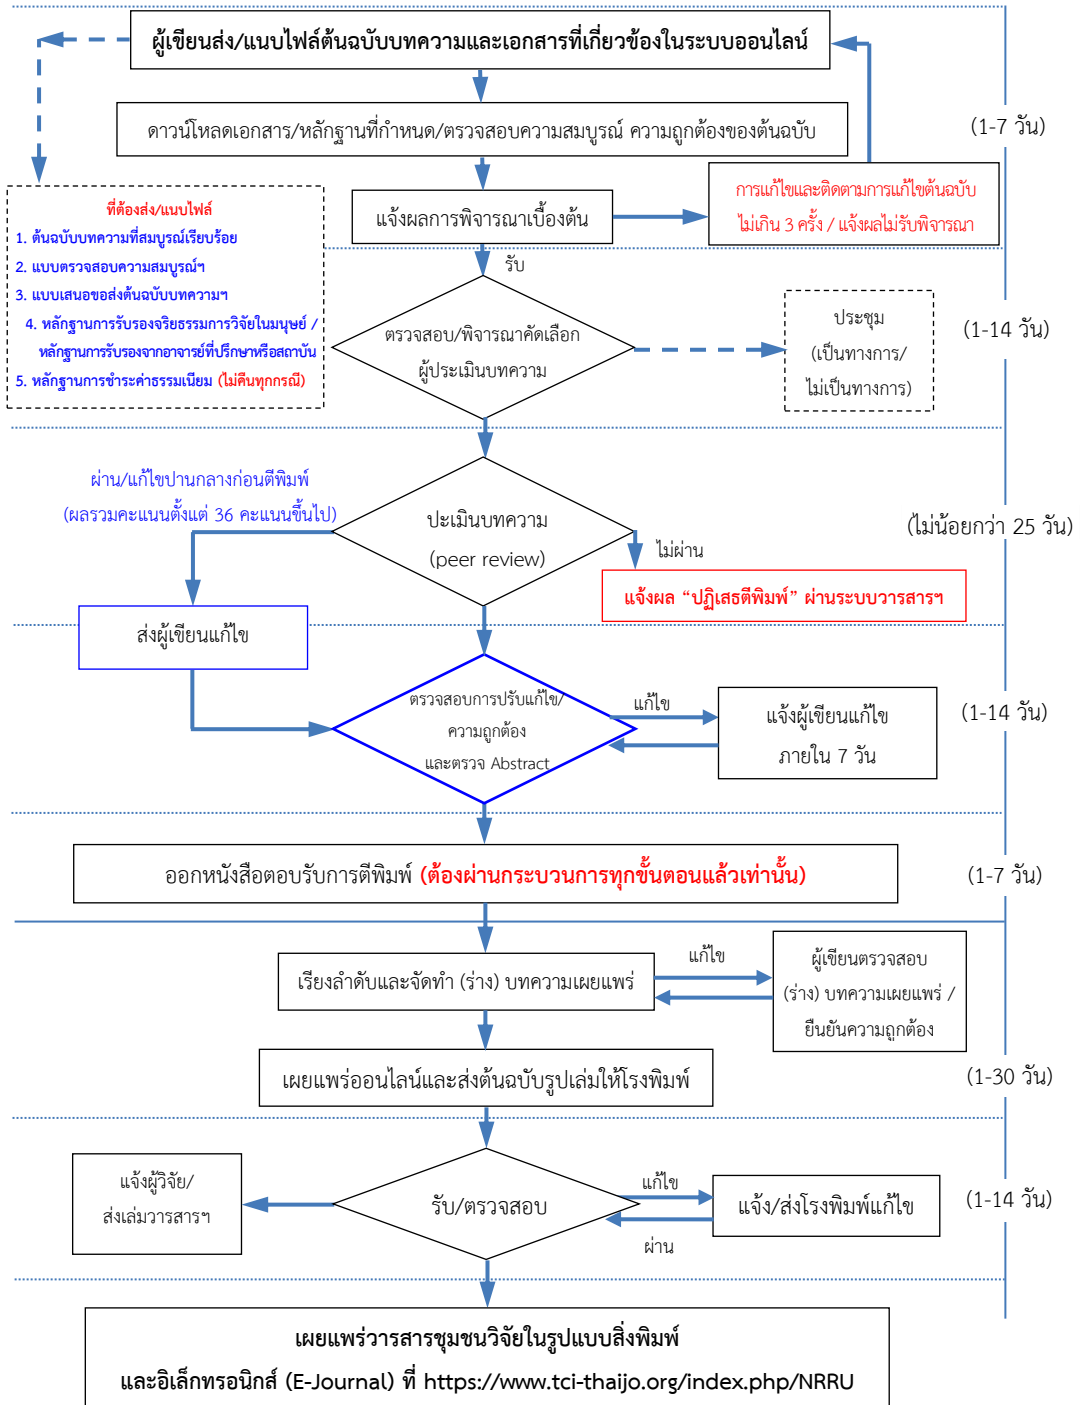 ผู้เขียนส่ง/แนบไฟล์ต้นฉบับบทความและเอกสารที่เกี่ยวข้องในระบบออนไลน์
ดาวน์โหลดเอกสาร/หลักฐานที่กำหนด/ตรวจสอบความสมบูรณ์ ความถูกต้องของต้นฉบับ
(1-7 วัน)
แจ้งผลการพิจารณาเบื้องต้น
การแก้ไขและติดตามการแก้ไขต้นฉบับ
ไม่เกิน 3 ครั้ง / แจ้งผลไม่รับพิจารณา
ที่ต้องส่ง/แนบไฟล์
1. ต้นฉบับบทความที่สมบูรณ์เรียบร้อย
2. แบบตรวจสอบความสมบูรณ์ฯ
3. แบบเสนอขอส่งต้นฉบับบทความฯ
4. หลักฐานการรับรองจริยธรรมการวิจัยในมนุษย์ /
หลักฐานการรับรองจากอาจารย์ที่ปรึกษาหรือสถาบัน
5. หลักฐานการชำระค่าธรรมเนียม (ไม่คืนทุกกรณี)
รับ
ตรวจสอบ/พิจารณาคัดเลือก
ผู้ประเมินบทความ
ประชุม
(เป็นทางการ/
ไม่เป็นทางการ)
(1-14 วัน)
ผ่าน/แก้ไขปานกลางก่อนตีพิมพ์
(ผลรวมคะแนนตั้งแต่ 36 คะแนนขึ้นไป)
ปะเมินบทความ
(peer review)
ไม่ผ่าน
(ไม่น้อยกว่า 25 วัน)
แจ้งผล “ปฏิเสธตีพิมพ์” ผ่านระบบวารสารฯ
ส่งผู้เขียนแก้ไข
ตรวจสอบการปรับแก้ไข/
ความถูกต้อง
และตรวจ Abstract
แก้ไข
แจ้งผู้เขียนแก้ไข
ภายใน 7 วัน
(1-14 วัน)
ออกหนังสือตอบรับการตีพิมพ์ (ต้องผ่านกระบวนการทุกขั้นตอนแล้วเท่านั้น)
(1-7 วัน)
เรียงลำดับและจัดทำ (ร่าง) บทความเผยแพร่
แก้ไข
ผู้เขียนตรวจสอบ
(ร่าง) บทความเผยแพร่ /
ยืนยันความถูกต้อง
เผยแพร่ออนไลน์และส่งต้นฉบับรูปเล่มให้โรงพิมพ์
(1-30 วัน)
แจ้งผู้วิจัย/
ส่งเล่มวารสารฯ
รับ/ตรวจสอบ
แก้ไข
ผ่าน
แจ้ง/ส่งโรงพิมพ์แก้ไข
(1-14 วัน)
เผยแพร่วารสารชุมชนวิจัยในรูปแบบสิ่งพิมพ์
และอิเล็กทรอนิกส์ (E-Journal) ที่ https://www.tci-thaijo.org/index.php/NRRU